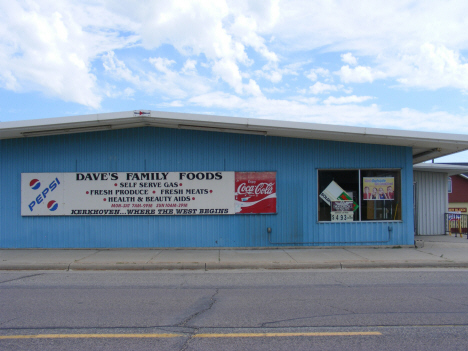 PEPSI
DAVE'S FAMILY FOODS
• SELF SERVE GAS •
• FRESH PRODUCE • FRESH MEATS •
• HEALTH & BEAUTY AIDS •
KERKHOVEN...WHERE THE WEST BEGINS
Coca-Cola